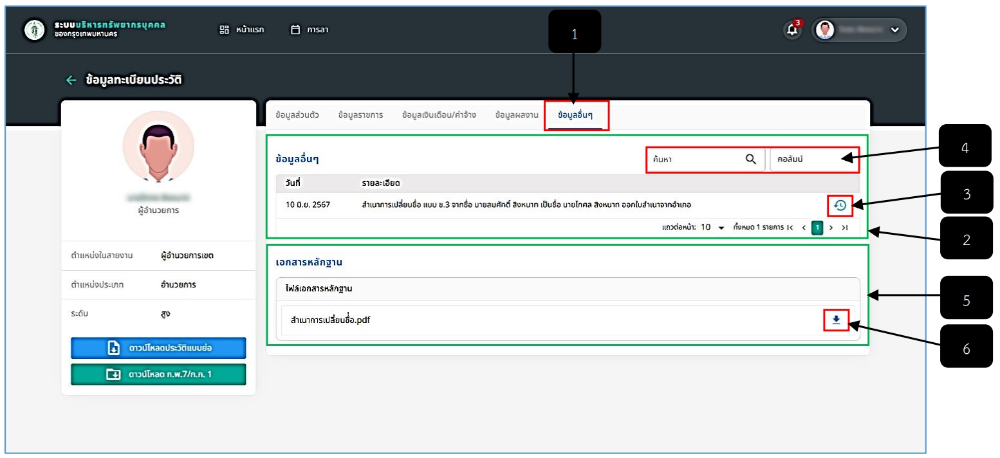 ระบบบริหารทรัพยากรบุคคล
ของกรุงเทพมหานคร
หน้าแรก
การลา
1
3
ข้อมูลทะเบียนประวัติ
ผู้อำนวยการ
ตำแหน่งในสายงาน ผู้อำนวยการเขต
ตำแหน่งประเภท อำนวยการ
ระดับ สูง
ดาวน์โหลดประวัติแบบย่อ
ดาวน์โหลด ก.พ.7/ก.ก. 1
ข้อมูลส่วนตัว ข้อมูลราชการ ข้อมูลเงินเดือน/ค่าจ้าง ข้อมูลผลงาน ข้อมูลอื่นๆ
ข้อมูลอื่นๆ
ค้นหา
คอลัมน์
วันที่ รายละเอียด
10 มิ.ย. 2567 สำเนาการเปลี่ยนชื่อ แบบ ช.3 จากชื่อ นายสมศักดิ์ สิงหนาท เป็นชื่อ นายโกศล สิงหนาท ออกใบสำเนาจากอำเภอ
แถวต่อหน้า: 10 ทั้งหมด 1 รายการ 1
เอกสารหลักฐาน
ไฟล์เอกสารหลักฐาน
สำเนาการเปลี่ยนชื่อ.pdf
4
3
2
5
6